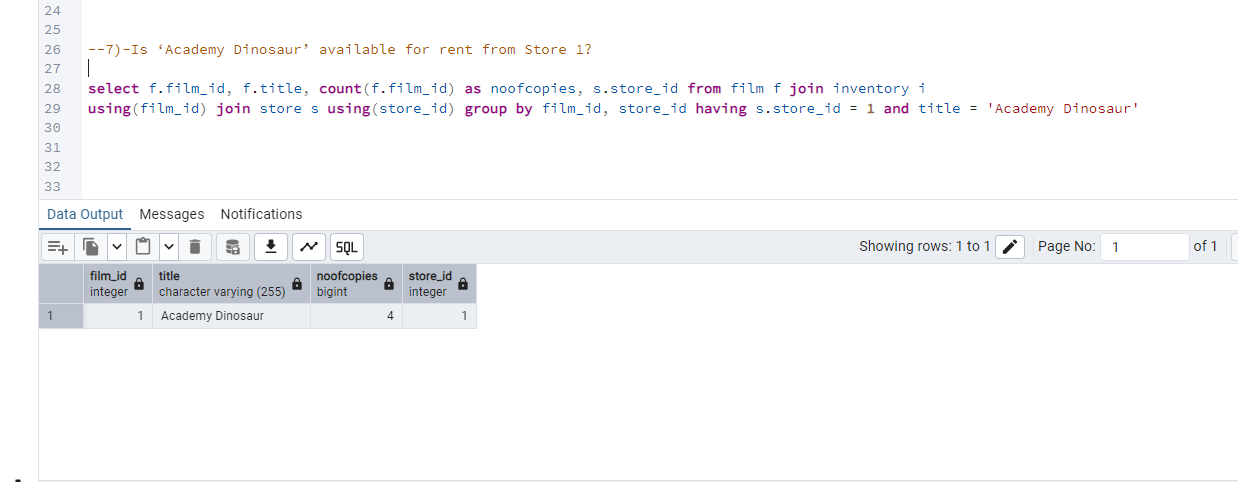 24
25
26 --7)-Is ‘Academy Dinosaur’ available for rent from Store 1?
27
28 select f.film_id, f.title, count(f.film_id) as noofcopies, s.store_id from film f join inventory i
29 using(film_id) join store s using(store_id) group by film_id, store_id having s.store_id = 1 and title = 'Academy Dinosaur'
30
31
32
33
Data Output Messages Notifications
SQL Showing rows: 1 to 1 Page No: 1 of 1
film_id title noofcopies store_id
integer character varying (255) bigint integer
1 1 Academy Dinosaur 4 1